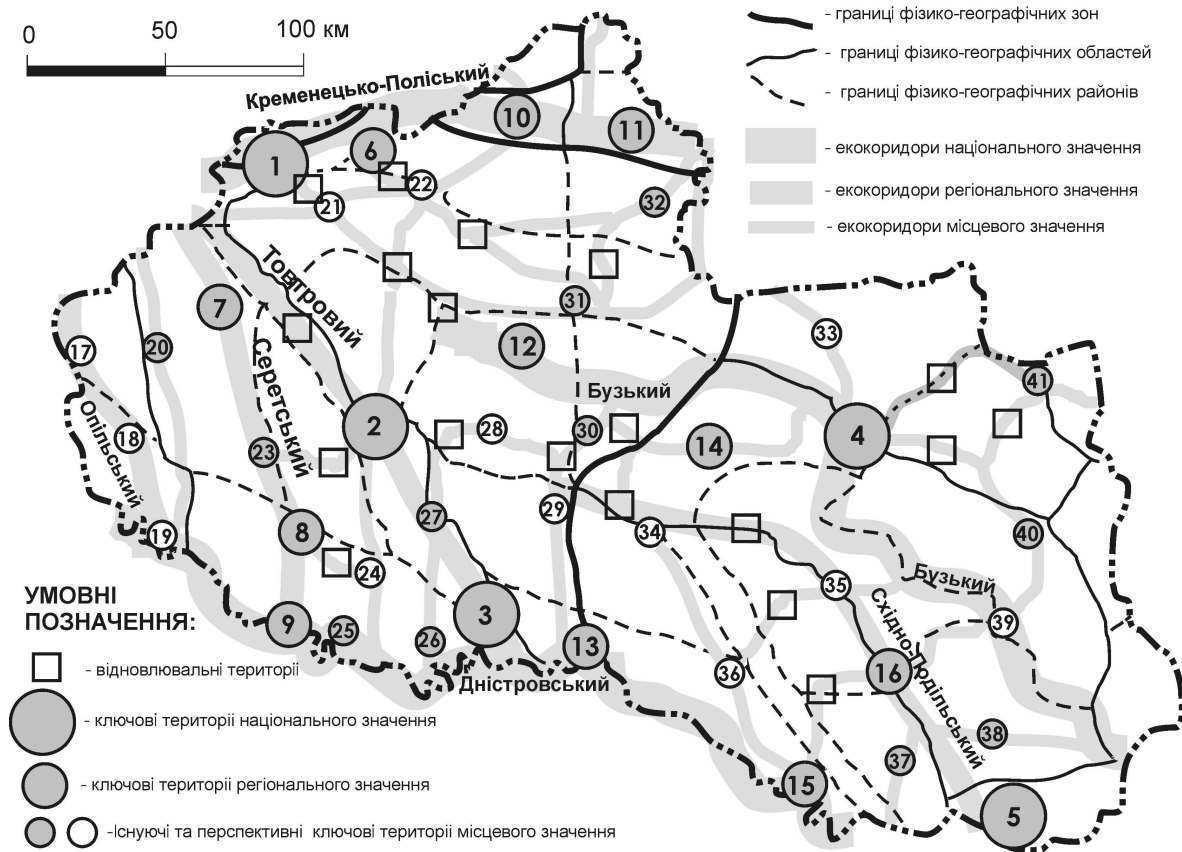 0 50 100 км
- границі фізико-географічних зон
- границі фізико-географічних областей
- границі фізико-географічних районів
- екокоридори національного значення
- екокоридори регіонального значення
- екокоридори місцевого значення
Кременецько-Поліський
10
11
1
6
22
21
32
Товтровий
7
31
33
17
20
12
Серетський
41
Бузький
2
28
30
14
4
18
Опільський
23
27
29
19
8
34
40
24
35
Бузький
УМОВНІ
ПОЗНАЧЕННЯ:
9
25
26
3
13
39
36
16
Східно-Подільський
Дністровський
- відновлювальні території
- ключові території національного значення
38
37
15
5
- ключові території регіонального значення
-Існуючі та перспективні ключові території місцевого значення